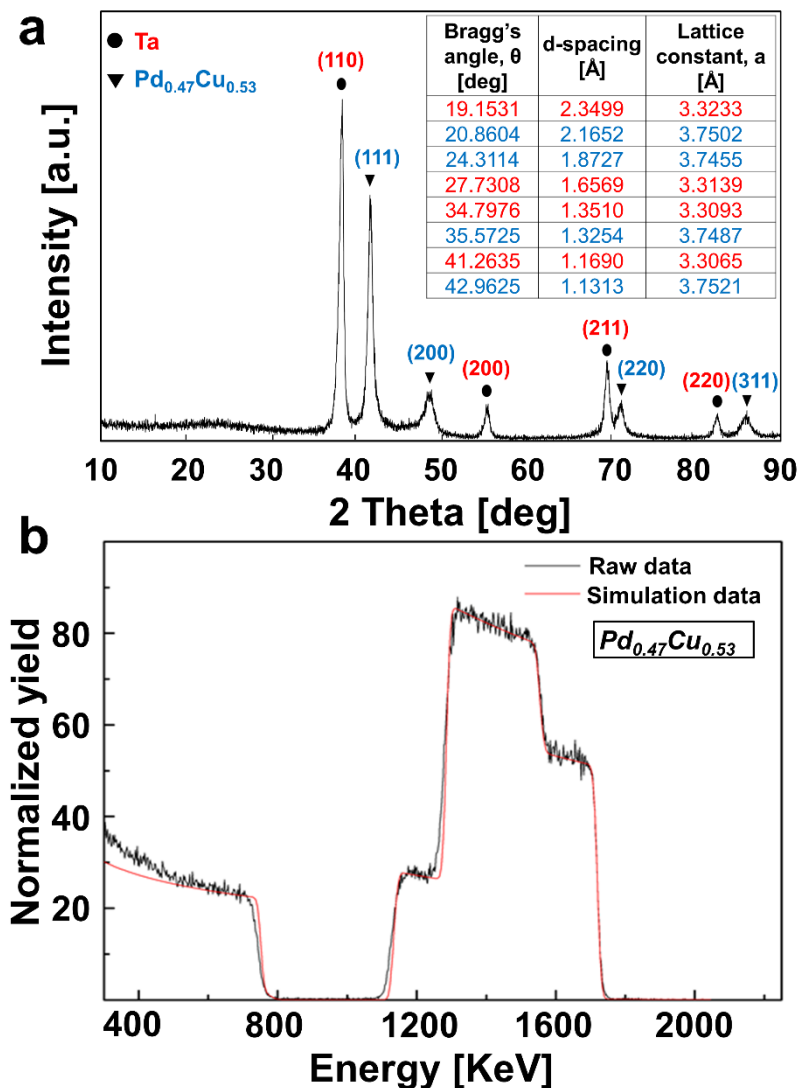 a
Ta
Pd0.47Cu0.53
(110)
(111)
(200)
(200)
(211)
(220)
(220)
(311)
Bragg's angle, θ [deg] d-spacing [Å] Lattice constant, a [Å]
19.1531 2.3499 3.3233
20.8604 2.1652 3.7502
24.3114 1.8727 3.7455
27.7308 1.6569 3.3139
34.7976 1.3510 3.3093
35.5725 1.3254 3.7487
41.2635 1.1690 3.3065
42.9625 1.1313 3.7521
Intensity [a.u.]
10 20 30 40 50 60 70 80 90
2 Theta [deg]
b
Raw data
Simulation data
Pd0.47Cu0.53
Normalized yield
80
60
40
20
400 800 1200 1600 2000
Energy [KeV]